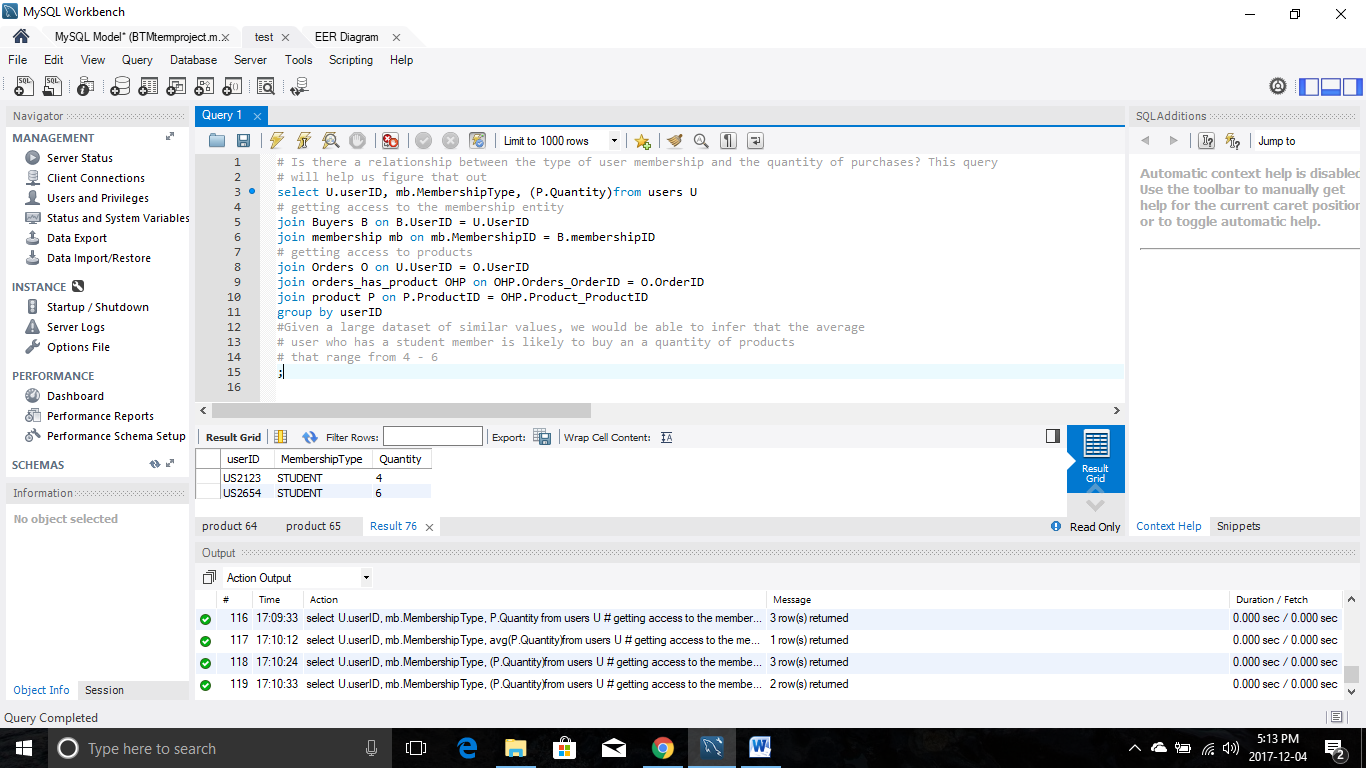 MySQL Workbench
MySQL Model* (BTMtermproject.m...
test
EER Diagram
File Edit View Query Database Server Tools Scripting Help
Navigator
MANAGEMENT
Server Status
Client Connections
Users and Privileges
Status and System Variables
Data Export
Data Import/Restore
INSTANCE
Startup / Shutdown
Server Logs
Options File
PERFORMANCE
Dashboard
Performance Reports
Performance Schema Setup
SCHEMAS
Information
No object selected
Object Info Session
Query Completed
Query 1
Limit to 1000 rows
1 # Is there a relationship between the type of user membership and the quantity of purchases? This query
2 # will help us figure that out
3 select U.userID, mb.MembershipType, (P.Quantity)from users U
4 # getting access to the membership entity
5 join Buyers B on B.UserID = U.UserID
6 join membership mb on mb.MembershipID = B.membershipID
7 # getting access to products
8 join Orders O on U.UserID = O.UserID
9 join orders_has_product OHP on OHP.Orders_OrderID = O.OrderID
10 join product P on P.ProductID = OHP.Product_ProductID
11 group by userID
12 #Given a large dataset of similar values, we would be able to infer that the average
13 # user who has a student member is likely to buy an a quantity of products
14 # that range from 4 - 6
15 ;
16
Result Grid Filter Rows: Export: Wrap Cell Content:
userID MembershipType Quantity
US2123 STUDENT 4
US2654 STUDENT 6
Result
Grid
product 64 product 65 Result 76 Read Only
SQLAdditions
Jump to
Automatic context help is disabled
Use the toolbar to manually get
help for the current caret position
or to toggle automatic help.
Context Help Snippets
Output
Action Output
# Time Action Message Duration / Fetch
116 17:09:33 select U.userID, mb.MembershipType, P.Quantity from users U # getting access to the member... 3 row(s) returned 0.000 sec / 0.000 sec
117 17:10:12 select U.userID, mb.MembershipType, avg(P.Quantity)from users U # getting access to the me... 1 row(s) returned 0.000 sec / 0.000 sec
118 17:10:24 select U.userID, mb.MembershipType, (P.Quantity)from users U # getting access to the membe... 3 row(s) returned 0.000 sec / 0.000 sec
119 17:10:33 select U.userID, mb.MembershipType, (P.Quantity)from users U # getting access to the membe... 2 row(s) returned 0.000 sec / 0.000 sec
Type here to search
5:13 PM
2017-12-04
2